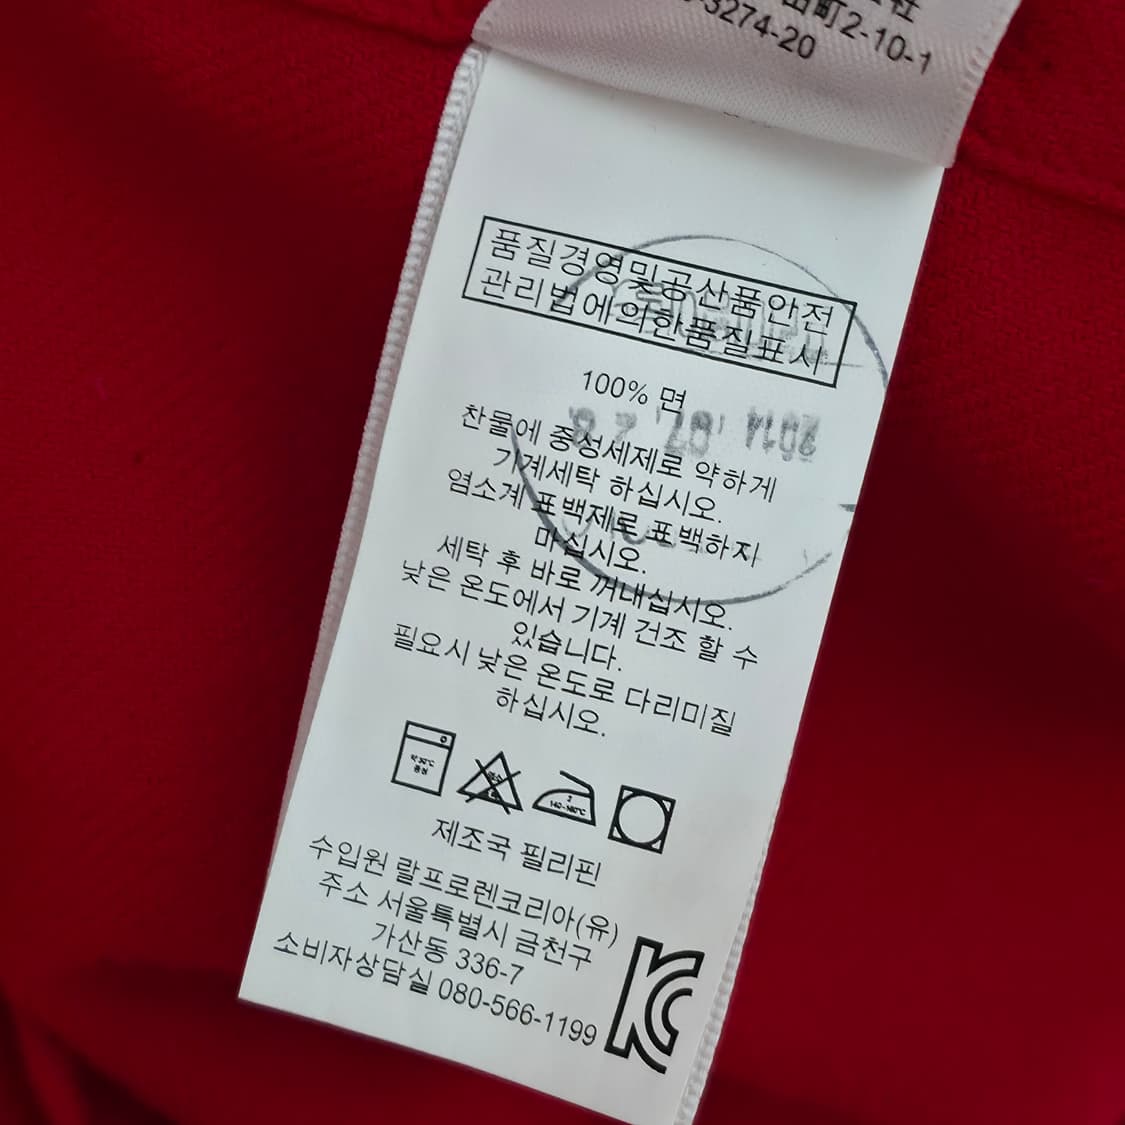 町2-10-1
3274-20
품질경영및공산품안전
관리법에의한품질표시
100% 면
찬물에 중성세제로 약하게
기계세탁 하십시오.
염소계 표백제로 표백하지
마십시오.
세탁 후 바로 꺼내십시오.
낮은 온도에서 기계 건조 할 수
있습니다.
필요시 낮은 온도로 다리미질
하십시오.
제조국 필리핀
수입원 랄프로렌코리아(유)
주소 서울특별시 금천구
가산동 336-7
소비자상담실 080-566-1199
KC